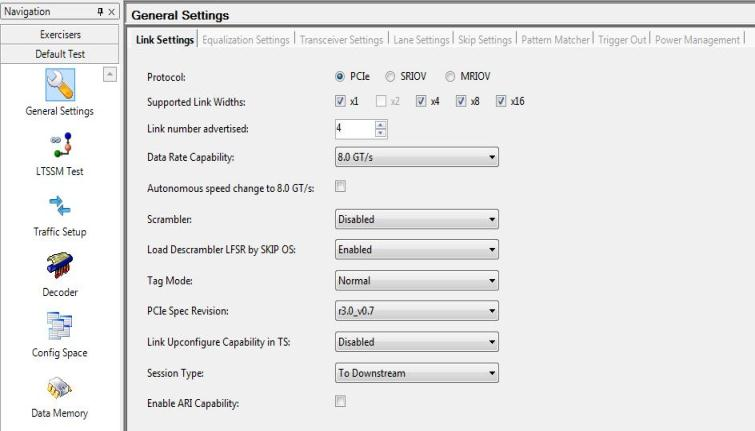 Navigation
Exercisers
Default Test
General Settings
LTSSM Test
Traffic Setup
Decoder
Config Space
Data Memory
General Settings
Link Settings Equalization Settings Transceiver Settings Lane Settings Skip Settings Pattern Matcher Trigger Out Power Management
Protocol: PCIe SRIOV MRIOV
Supported Link Widths: x1 x2 x4 x8 x16
Link number advertised: 4
Data Rate Capability: 8.0 GT/s
Autonomous speed change to 8.0 GT/s:
Scrambler: Disabled
Load Descrambler LFSR by SKIP OS: Enabled
Tag Mode: Normal
PCIe Spec Revision: r3.0_v0.7
Link Upconfigure Capability in TS: Disabled
Session Type: To Downstream
Enable ARI Capability: